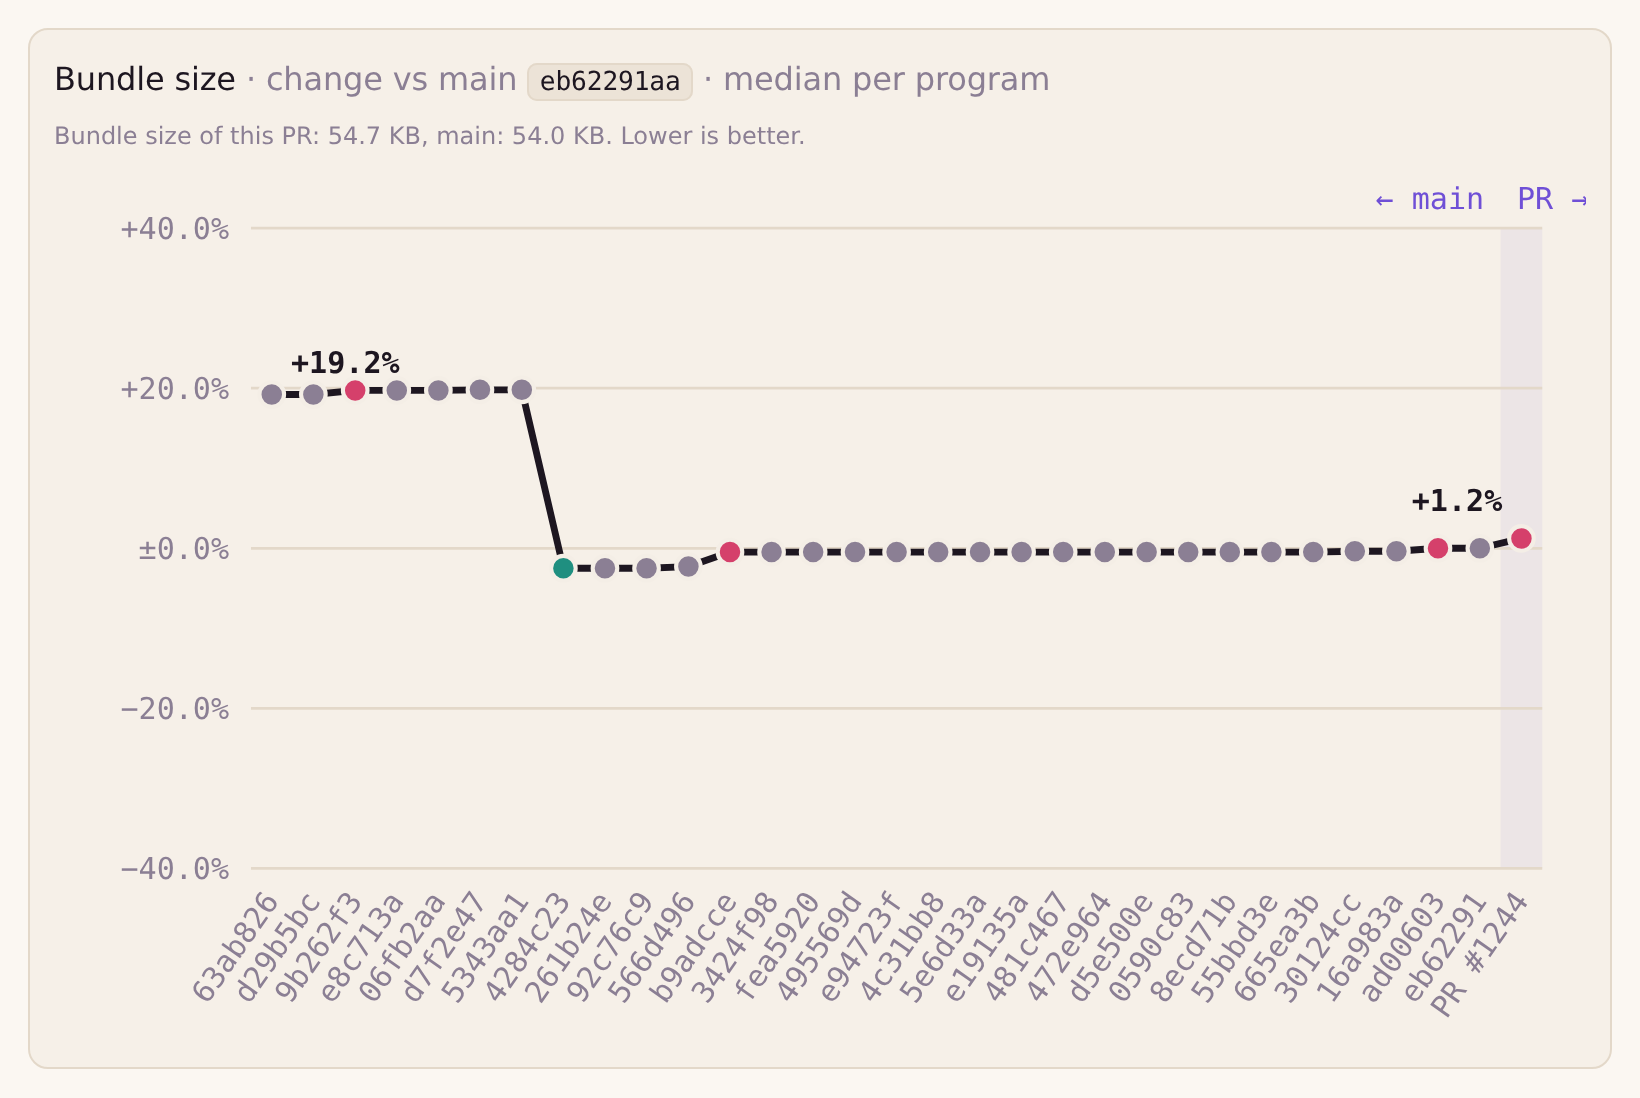 Bundle size · change vs main eb62291aa · median per program
Bundle size of this PR: 54.7 KB, main: 54.0 KB. Lower is better.
← main PR →
+40.0%
+19.2%
+20.0%
+1.2%
±0.0%
−20.0%
−40.0%
63ab826
d29b5bc
9b262f3
e8c713a
06fb2aa
d7f2e47
5343aa1
4284c23
261b24e
92c76c9
566d496
b9adcce
3424f98
fea5920
495569d
e94723f
4c31bb8
5e6d33a
e19135a
481c467
472e964
d5e500e
0590c83
8ecd71b
55bbd3e
665ea3b
30124cc
16a983a
ad00603
eb62291
PR #1244